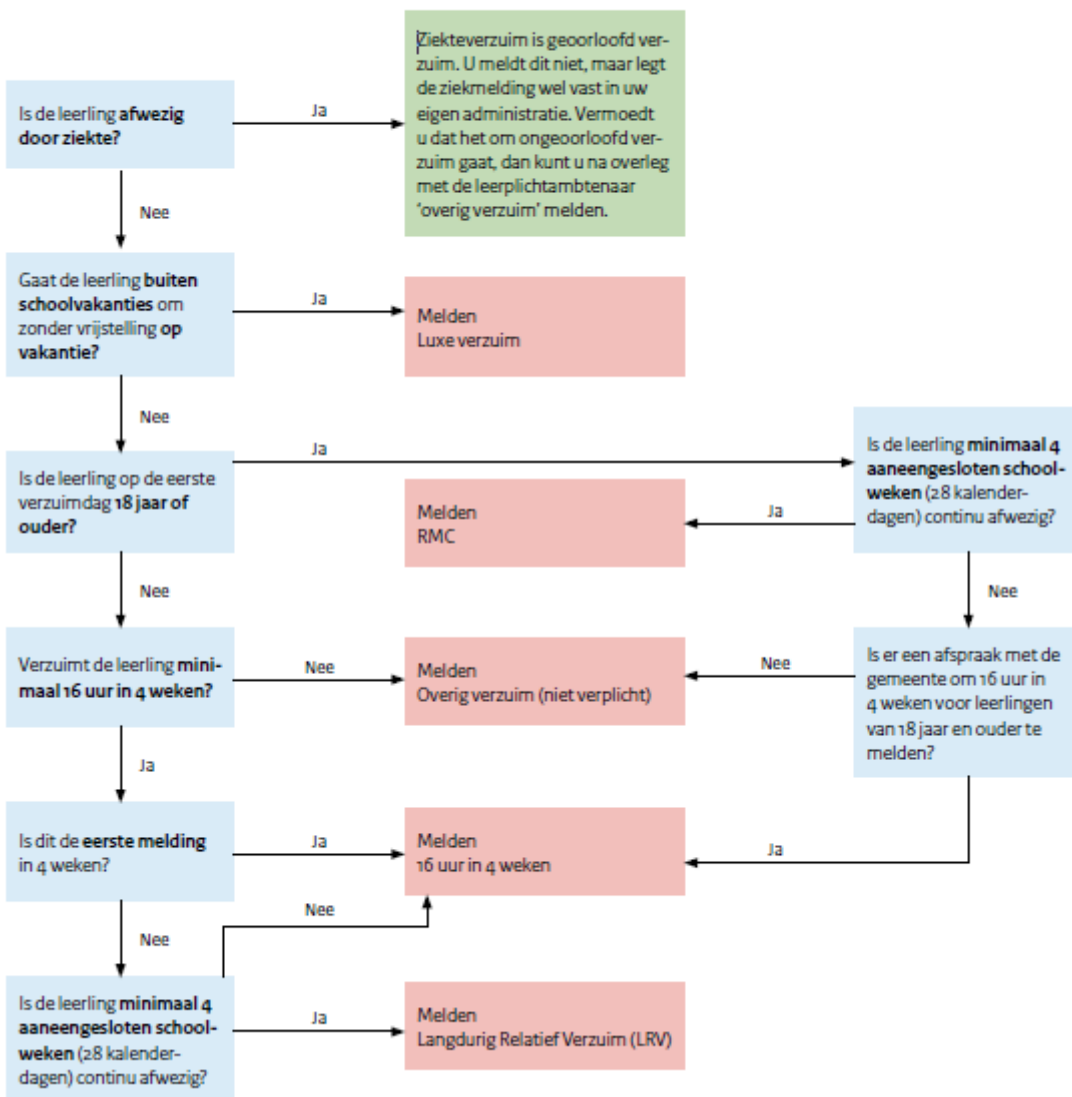 Ziekteverzuim is geoorloofd ver-
zuim. U meldt dit niet, maar legt
de ziekmelding wel vast in uw
eigen administratie. Vermoedt
u dat het om ongeoorloofd ver-
zuim gaat, dan kunt u na overleg
met de leerplichtambtenaar
‘overig verzuim’ melden.
Is de leerling afwezig
door ziekte?
Ja
Nee
Gaat de leerling buiten
schoolvakanties om
zonder vrijstelling op
vakantie?
Ja
Melden
Luxe verzuim
Nee
Is de leerling op de eerste
verzuimdag 18 jaar of
ouder?
Ja
Is de leerling minimaal 4
aaneengesloten school-
weken (28 kalender-
dagen) continu afwezig?
Ja
Melden
RMC
Nee
Nee
Verzuimt de leerling mini-
maal 16 uur in 4 weken?
Nee
Melden
Overig verzuim (niet verplicht)
Nee
Is er een afspraak met de
gemeente om 16 uur in
4 weken voor leerlingen
van 18 jaar en ouder te
melden?
Ja
Is dit de eerste melding
in 4 weken?
Ja
Melden
16 uur in 4 weken
Ja
Nee
Nee
Is de leerling minimaal 4
aaneengesloten school-
weken (28 kalender-
dagen) continu afwezig?
Ja
Melden
Langdurig Relatief Verzuim (LRV)